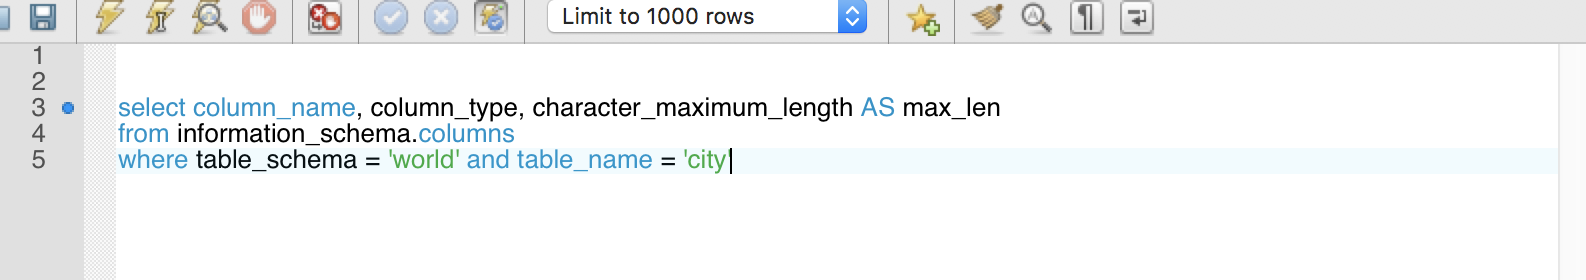 Limit to 1000 rows
1
2
3 select column_name, column_type, character_maximum_length AS max_len
4 from information_schema.columns
5 where table_schema = 'world' and table_name = 'city'